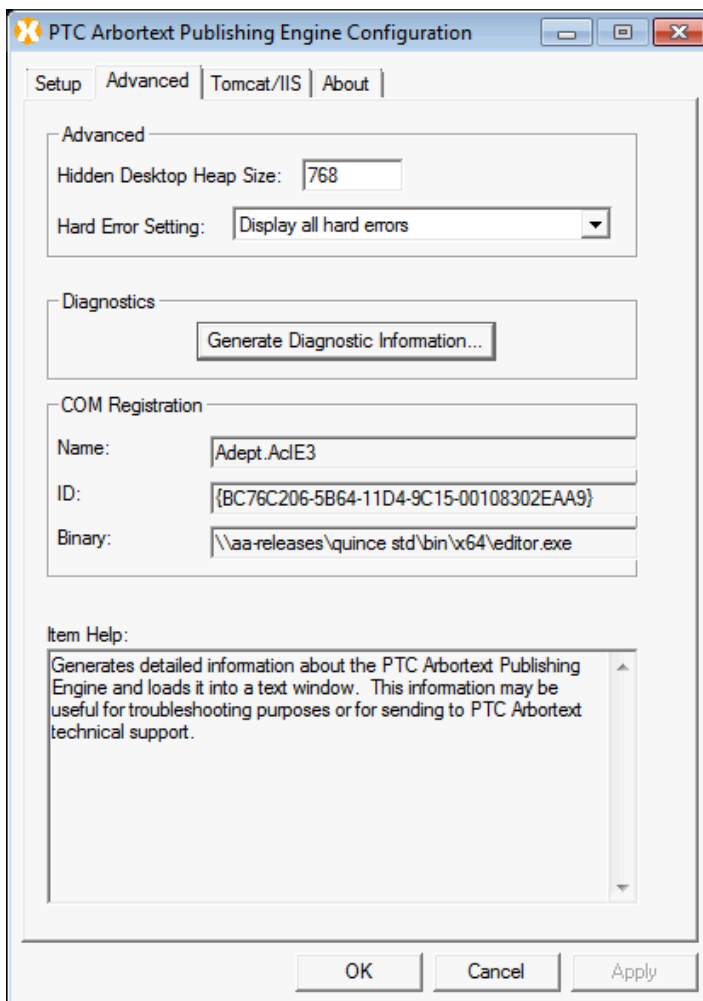 PTC Arbortext Publishing Engine Configuration
Setup Advanced Tomcat/IIS About
Advanced
Hidden Desktop Heap Size: 768
Hard Error Setting: Display all hard errors
Diagnostics
Generate Diagnostic Information...
COM Registration
Name: Adept.AcIE3
ID: {BC76C206-5B64-11D4-9C15-00108302EAA9}
Binary: \\aa-releases\quince std\bin\x64\editor.exe
Item Help:
Generates detailed information about the PTC Arbortext Publishing
Engine and loads it into a text window.  This information may be
useful for troubleshooting purposes or for sending to PTC Arbortext
technical support.
OK Cancel Apply